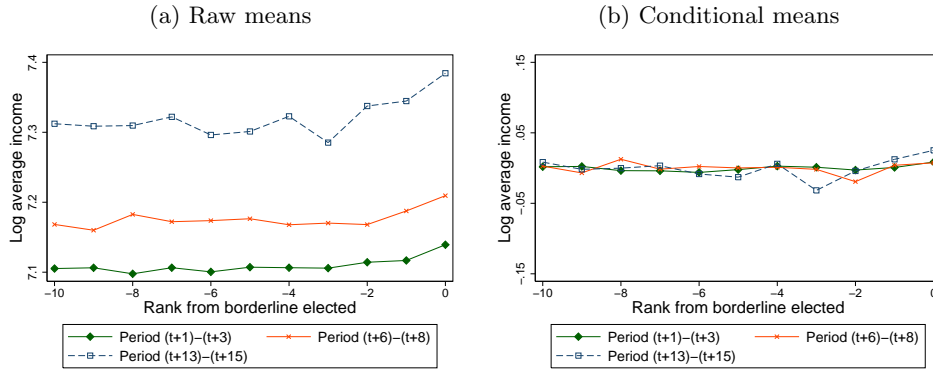 (a) Raw means
7.4
7.3
7.2
7.1
Log average income
−10
−8
−6
−4
−2
0
Rank from borderline elected
Period (t+1)−(t+3)
Period (t+6)−(t+8)
Period (t+13)−(t+15)
(b) Conditional means
.15
.05
−.05
−.15
Log average income
−10
−8
−6
−4
−2
0
Rank from borderline elected
Period (t+1)−(t+3)
Period (t+6)−(t+8)
Period (t+13)−(t+15)